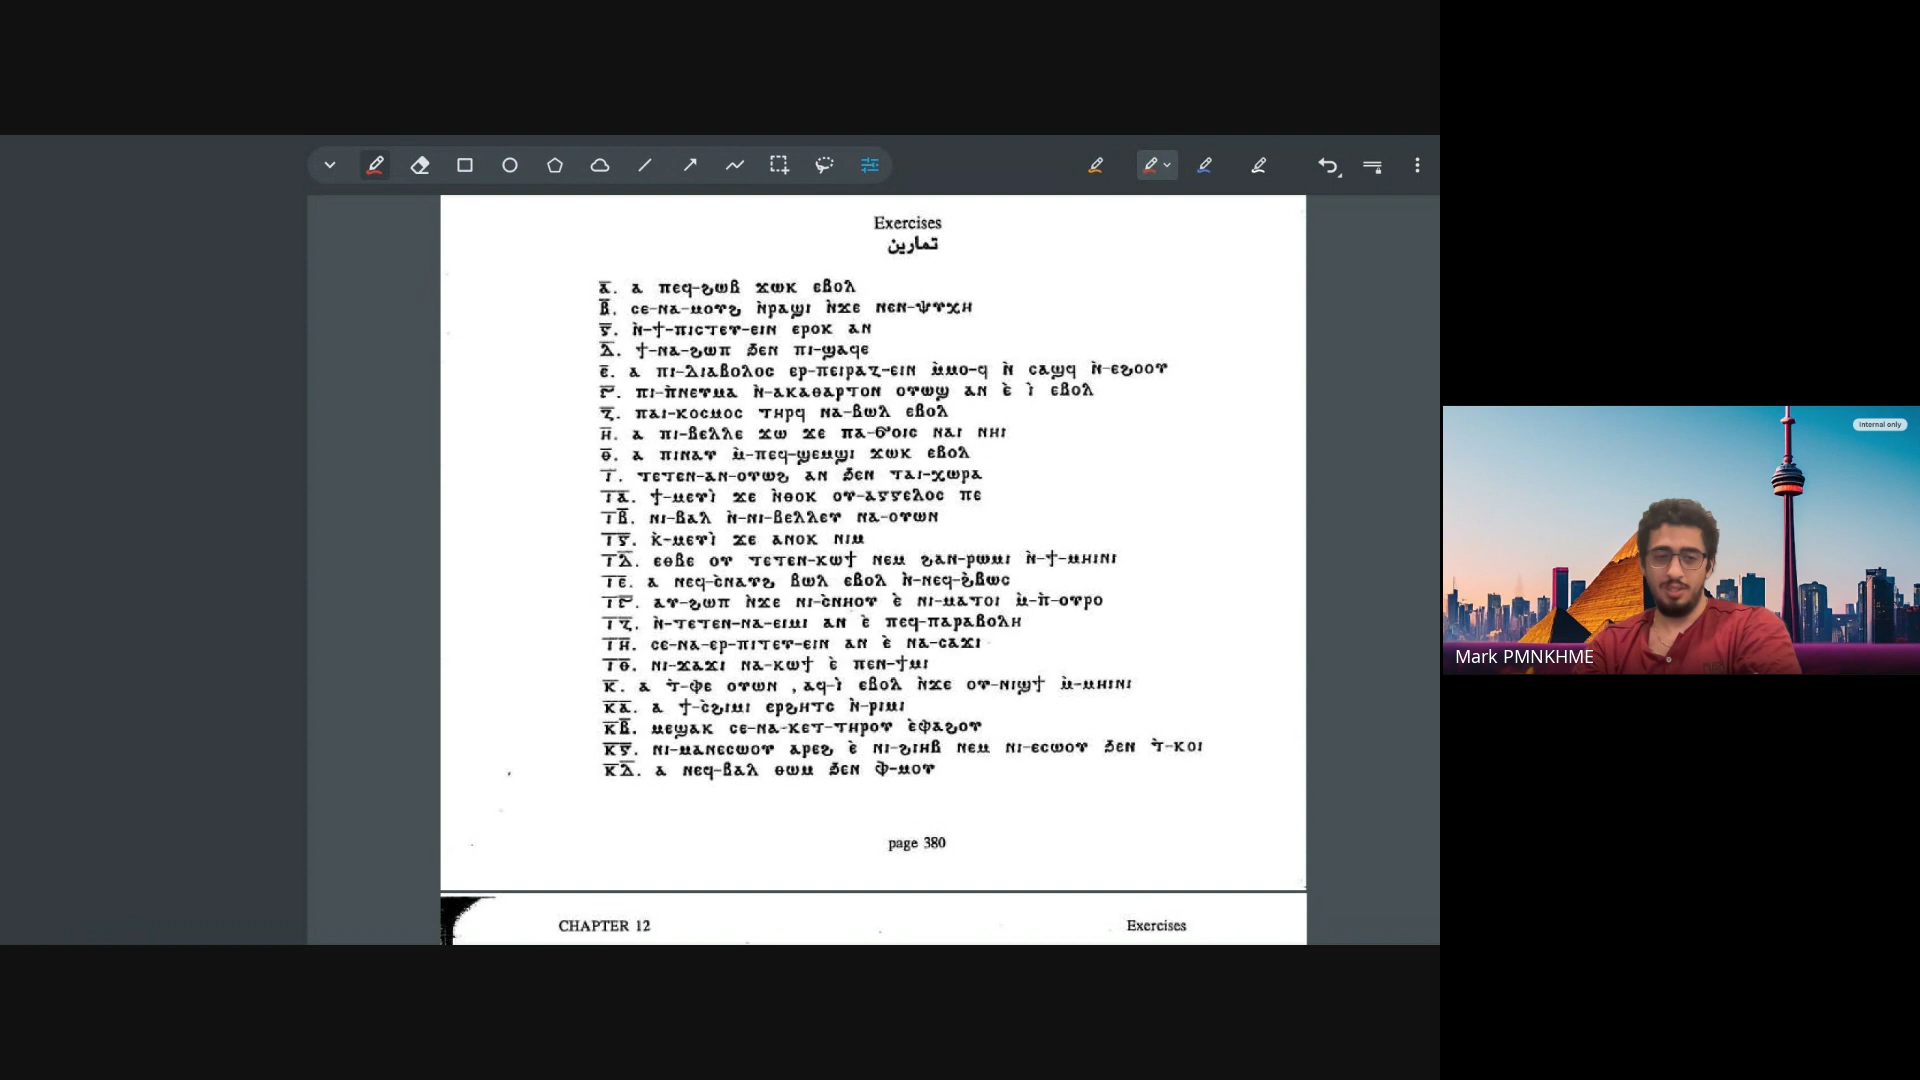 Exercises
تمارين
ⲁ̅. ⲁ ⲡⲉϥ-ϩⲱⲃ ϫⲱⲕ ⲉⲃⲟⲗ
ⲃ̅. ⲥⲉ-ⲛⲁ-ⲙⲟⲩϩ ⲛ̀ⲣⲁϣⲓ ⲛ̀ϫⲉ ⲛⲉⲛ-ⲯⲩⲭⲏ
ⲅ̅. ⲛ̀-ϯ-ⲡⲓⲥⲧⲉⲩ-ⲉⲓⲛ ⲉⲣⲟⲕ ⲁⲛ
ⲇ̅. ϯ-ⲛⲁ-ϩⲱⲡ ϧⲉⲛ ⲡⲓ-ϣⲁϥⲉ
ⲉ̅. ⲁ ⲡⲓ-ⲇⲓⲁⲃⲟⲗⲟⲥ ⲉⲣ-ⲡⲉⲓⲣⲁⲍ-ⲉⲓⲛ ⲙ̀ⲙⲟ-ϥ ⲛ̀ ⲥⲁϣϥ ⲛ̀-ⲉϩⲟⲟⲩ
ⲋ̅. ⲡⲓ-ⲡ̀ⲛⲉⲩⲙⲁ ⲛ̀-ⲁⲕⲁⲑⲁⲣⲧⲟⲛ ⲟⲩⲱϣ ⲁⲛ ⲉ̀ ⲓ̀ ⲉⲃⲟⲗ
ⲍ̅. ⲡⲁⲓ-ⲕⲟⲥⲙⲟⲥ ⲧⲏⲣϥ ⲛⲁ-ⲃⲱⲗ ⲉⲃⲟⲗ
ⲏ̅. ⲁ ⲡⲓ-ⲃⲉⲗⲗⲉ ϫⲱ ϫⲉ ⲡⲁ-ϭⲟⲓⲥ ⲛⲁⲓ ⲛⲏⲓ
ⲑ̅. ⲁ ⲡⲓⲛⲁⲩ ⲙ̀-ⲡⲉϥ-ϣⲉⲙϣⲓ ϫⲱⲕ ⲉⲃⲟⲗ
ⲓ̅. ⲧⲉⲧⲉⲛ-ⲁⲛ-ⲟⲩⲱϩ ⲁⲛ ϧⲉⲛ ⲧⲁⲓ-ⲭⲱⲣⲁ
ⲓ̅ⲁ̅. ϯ-ⲙⲉⲩⲓ̀ ϫⲉ ⲛ̀ⲑⲟⲕ ⲟⲩ-ⲁⲅⲅⲉⲗⲟⲥ ⲡⲉ
ⲓ̅ⲃ̅. ⲛⲓ-ⲃⲁⲗ ⲛ̀-ⲛⲓ-ⲃⲉⲗⲗⲉⲩ ⲛⲁ-ⲟⲩⲱⲛ
ⲓ̅ⲅ̅. ⲕ̀-ⲙⲉⲩⲓ̀ ϫⲉ ⲁⲛⲟⲕ ⲛⲓⲙ
ⲓ̅ⲇ̅. ⲉⲑⲃⲉ ⲟⲩ ⲧⲉⲧⲉⲛ-ⲕⲱϯ ⲛⲉⲙ ϩⲁⲛ-ⲣⲱⲙⲓ ⲛ̀-ϯ-ⲙⲏⲓⲛⲓ
ⲓ̅ⲉ̅. ⲁ ⲛⲉϥ-ⲥ̀ⲛⲁⲩϩ ⲃⲱⲗ ⲉⲃⲟⲗ ⲛ̀-ⲛⲉϥ-ϩ̀ⲃⲱⲥ
ⲓ̅ⲋ̅. ⲁⲩ-ϩⲱⲡ ⲛ̀ϫⲉ ⲛⲓ-ⲥ̀ⲛⲏⲟⲩ ⲉ̀ ⲛⲓ-ⲙⲁⲧⲟⲓ ⲙ̀-ⲡ̀-ⲟⲩⲣⲟ
ⲓ̅ⲍ̅. ⲛ̀-ⲧⲉⲧⲉⲛ-ⲛⲁ-ⲉⲓⲙⲓ ⲁⲛ ⲉ̀ ⲡⲉϥ-ⲡⲁⲣⲁⲃⲟⲗⲏ
ⲓ̅ⲏ̅. ⲥⲉ-ⲛⲁ-ⲉⲣ-ⲡⲓⲧⲉⲩ-ⲉⲓⲛ ⲁⲛ ⲉ̀ ⲛⲁ-ⲥⲁϫⲓ
ⲓ̅ⲑ̅. ⲛⲓ-ϫⲁϫⲓ ⲛⲁ-ⲕⲱϯ ⲉ̀ ⲡⲉⲛ-ϯⲙⲓ
ⲕ̅. ⲁ ⲧ̀-ⲫⲉ ⲟⲩⲱⲛ , ⲁϥ-ⲓ̀ ⲉⲃⲟⲗ ⲛ̀ϫⲉ ⲟⲩ-ⲛⲓϣϯ ⲙ̀-ⲙⲏⲓⲛⲓ
ⲕ̅ⲁ̅. ⲁ ϯ-ⲥ̀ϩⲓⲙⲓ ⲉⲣϩⲏⲧⲥ ⲛ̀-ⲣⲓⲙⲓ
ⲕ̅ⲃ̅. ⲙⲉϣⲁⲕ ⲥⲉ-ⲛⲁ-ⲕⲉⲧ-ⲧⲏⲣⲟⲩ ⲉ̀ⲫⲁϩⲟⲩ
ⲕ̅ⲅ̅. ⲛⲓ-ⲙⲁⲛⲉⲥⲱⲟⲩ ⲁⲣⲉϩ ⲉ̀ ⲛⲓ-ϩⲓⲏⲃ ⲛⲉⲙ ⲛⲓ-ⲉⲥⲱⲟⲩ ϧⲉⲛ ⲧ̀-ⲕⲟⲓ
ⲕ̅ⲇ̅. ⲁ ⲛⲉϥ-ⲃⲁⲗ ⲑⲱⲙ ϧⲉⲛ ⲫ̀-ⲙⲟⲩ
page 380
CHAPTER 12 Exercises
Internal only
Mark PMNKHME